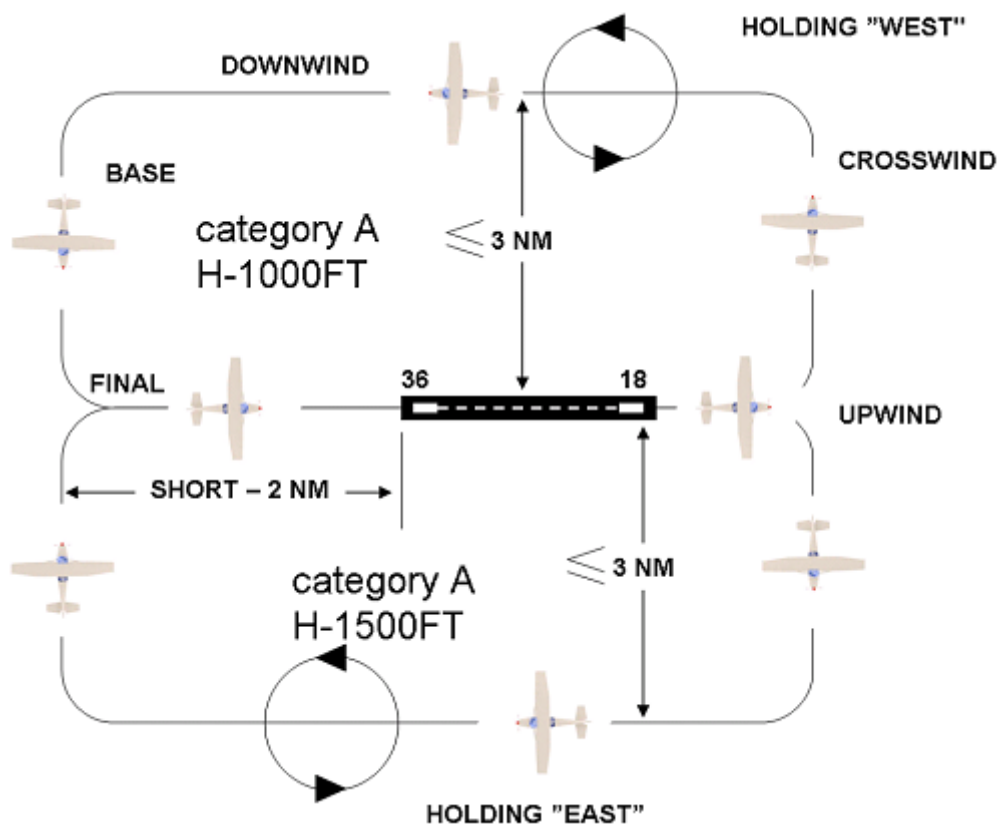 HOLDING ”WEST"
DOWNWIND
BASE
CROSSWIND
category A
H-1000FT
≤ 3 NM
FINAL
36
18
UPWIND
SHORT – 2 NM
≤ 3 NM
category A
H-1500FT
HOLDING ”EAST”